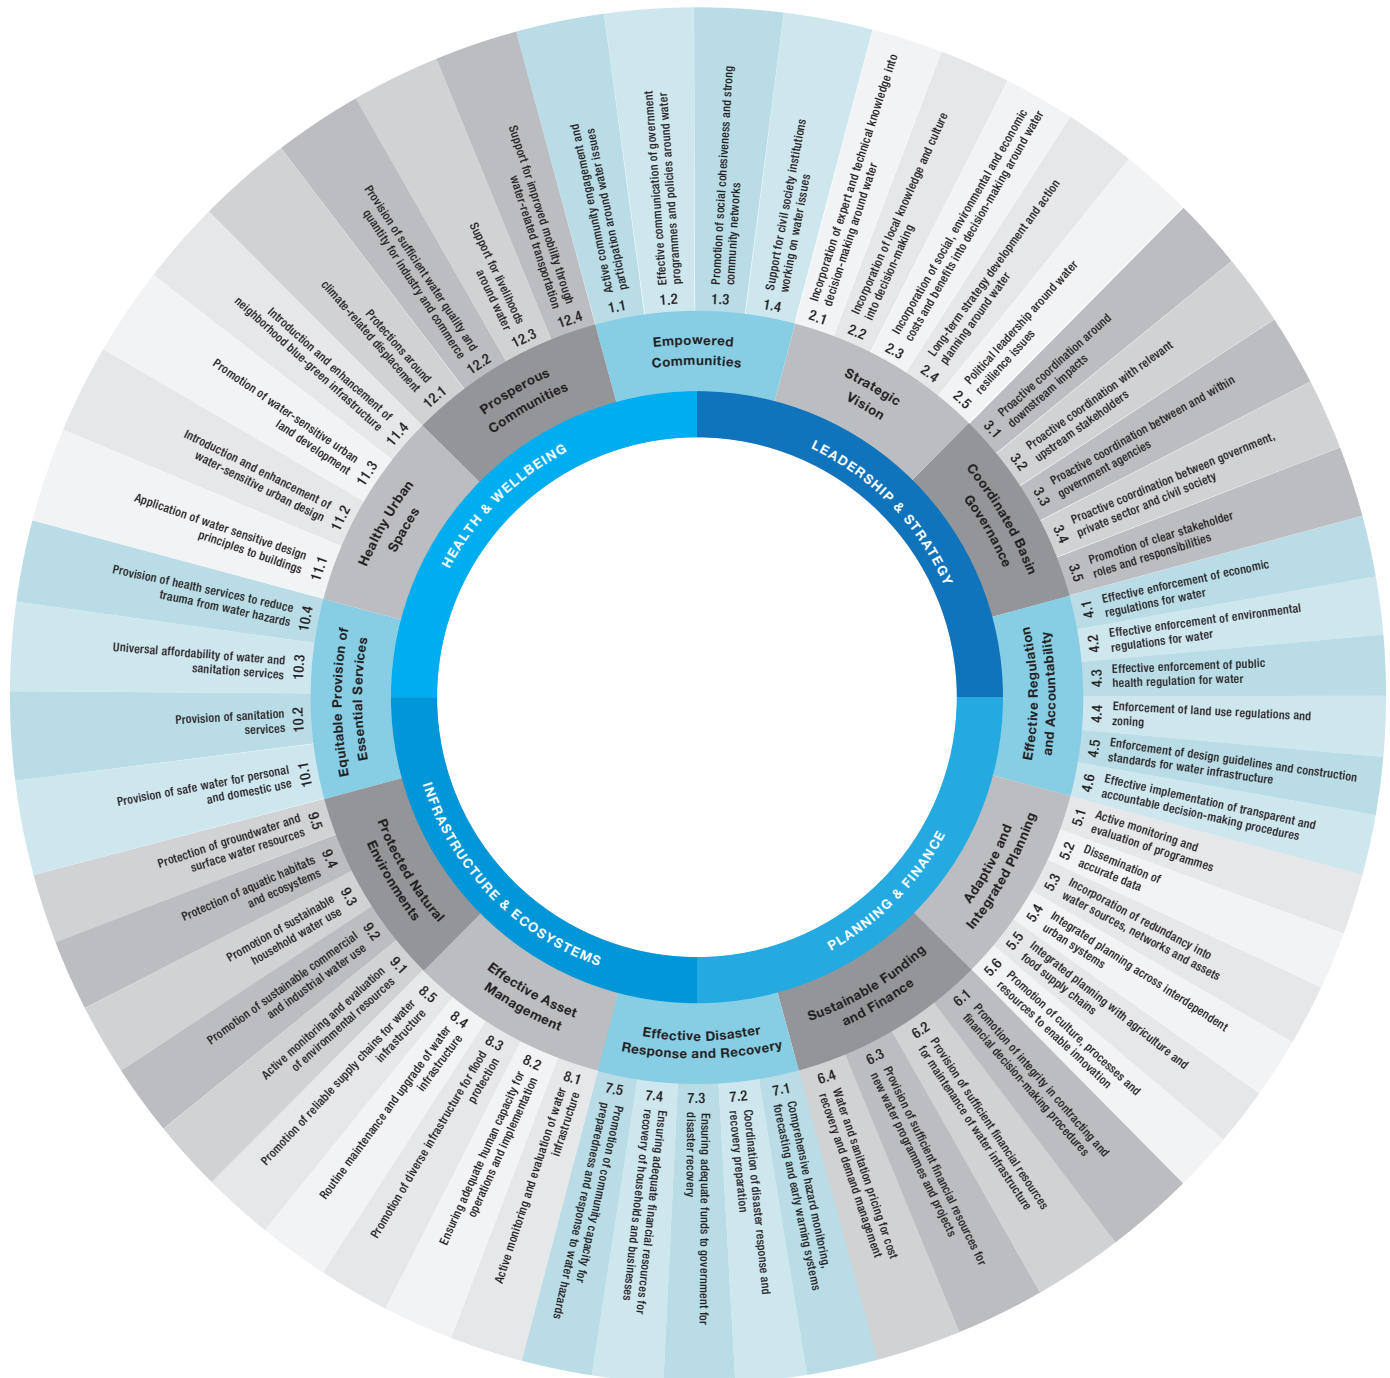 LEADERSHIP & STRATEGY
Empowered
Communities
1.1
Active community engagement and
participation around water issues
1.2
Effective communication of government
programmes and policies around water
1.3
Promotion of social cohesiveness and strong
community networks
1.4
Support for civil society institutions
working on water issues
Strategic
Vision
2.1
Incorporation of expert and technical knowledge into
decision-making around water
2.2
Incorporation of local knowledge and culture
into decision-making
2.3
Incorporation of social, environmental and economic
costs and benefits into decision-making around water
2.4
Long-term strategy development and action
planning around water
2.5
Political leadership around water
resilience issues
Coordinated Basin
Governance
3.1
Proactive coordination around
downstream impacts
3.2
Proactive coordination with relevant
upstream stakeholders
3.3
Proactive coordination between and within
government agencies
3.4
Proactive coordination between government,
private sector and civil society
3.5
Promotion of clear stakeholder
roles and responsibilities
PLANNING & FINANCE
Effective Regulation
and Accountability
4.1
Effective enforcement of economic
regulations for water
4.2
Effective enforcement of environmental
regulations for water
4.3
Effective enforcement of public
health regulation for water
4.4
Enforcement of land use regulations and
zoning
4.5
Enforcement of design guidelines and construction
standards for water infrastructure
4.6
Effective implementation of transparent and
accountable decision-making procedures
Adaptive and
Integrated Planning
5.1
Active monitoring and
evaluation of programmes
5.2
Dissemination of
accurate data
5.3
Incorporation of redundancy into
water sources, networks and assets
5.4
Integrated planning across interdependent
urban systems
5.5
Integrated planning with agriculture and
food supply chains
5.6
Promotion of culture, processes and
resources to enable innovation
Sustainable Funding
and Finance
6.1
Promotion of integrity in contracting and
financial decision-making procedures
6.2
Provision of sufficient financial resources
for maintenance of water infrastructure
6.3
Provision of sufficient financial resources for
new water programmes and projects
6.4
Water and sanitation pricing for cost
recovery and demand management
INFRASTRUCTURE & ECOSYSTEMS
Effective Disaster
Response and Recovery
7.1
Comprehensive hazard monitoring,
forecasting and early warning systems
7.2
Coordination of disaster response and
recovery preparation
7.3
Ensuring adequate funds to government for
disaster recovery
7.4
Ensuring adequate financial resources for
recovery of households and businesses
7.5
Promotion of community capacity for
preparedness and response to water hazards
Effective Asset
Management
8.1
Active monitoring and evaluation of water
infrastructure
8.2
Ensuring adequate human capacity for
operations and implementation
8.3
Promotion of diverse infrastructure for flood
protection
8.4
Routine maintenance and upgrade of water
infrastructure
8.5
Promotion of reliable supply chains for water
infrastructure
Protected Natural
Environments
9.1
Active monitoring and evaluation
of environmental resources
9.2
Promotion of sustainable commercial
and industrial water use
9.3
Promotion of sustainable
household water use
9.4
Protection of aquatic habitats
and ecosystems
9.5
Protection of groundwater and
surface water resources
HEALTH & WELLBEING
Equitable Provision of
Essential Services
10.1
Provision of safe water for personal
and domestic use
10.2
Provision of sanitation
services
10.3
Universal affordability of water and
sanitation services
10.4
Provision of health services to reduce
trauma from water hazards
Healthy Urban
Spaces
11.1
Application of water sensitive design
principles to buildings
11.2
Introduction and enhancement of
water-sensitive urban design
11.3
Promotion of water-sensitive urban
land development
11.4
Introduction and enhancement of
neighborhood blue-green infrastructure
Prosperous
Communities
12.1
Protections around
climate-related displacement
12.2
Provision of sufficient water quality and
quantity for industry and commerce
12.3
Support for livelihoods
around water
12.4
Support for improved mobility through
water-related transportation